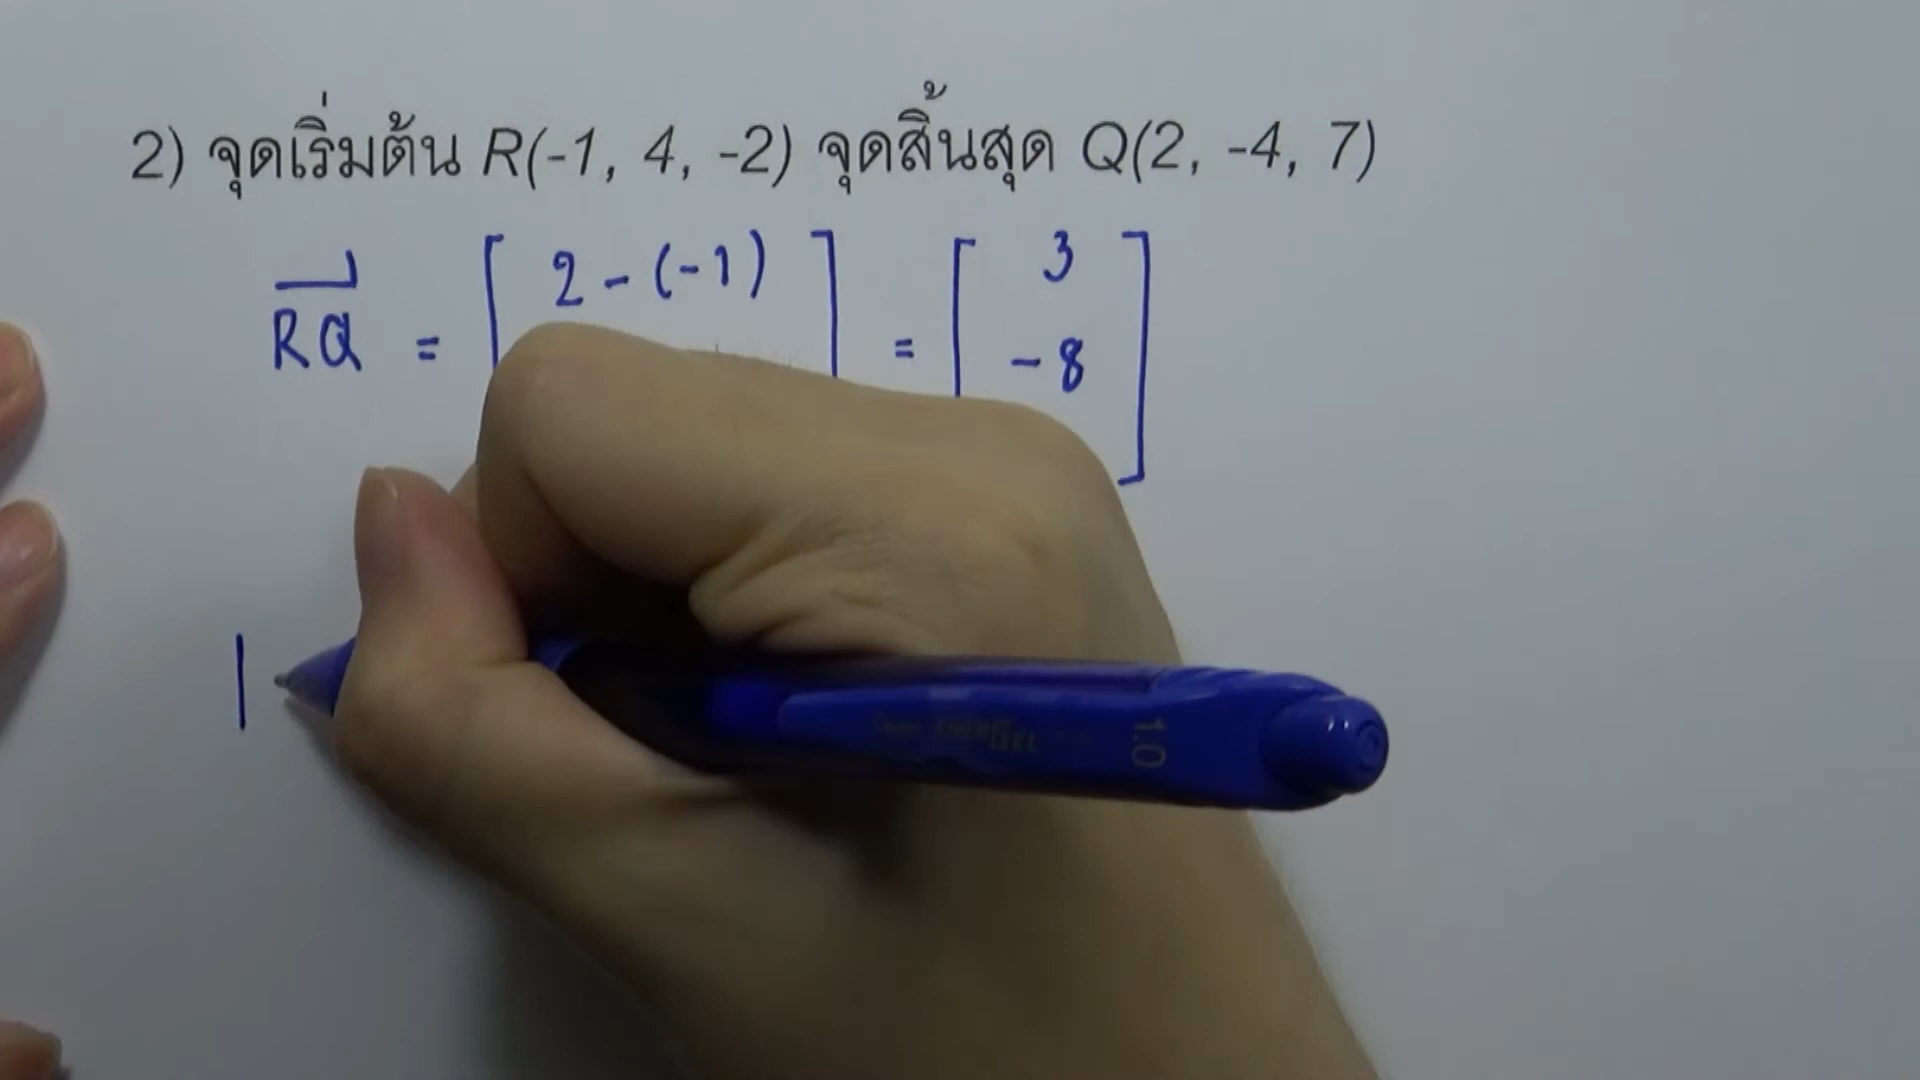 2) จุดเริ่มต้น R(-1, 4, -2) จุดสิ้นสุด Q(2, -4, 7)
RQ = [ 2 - (-1) ] = [ 3
- 8 ]
1.0